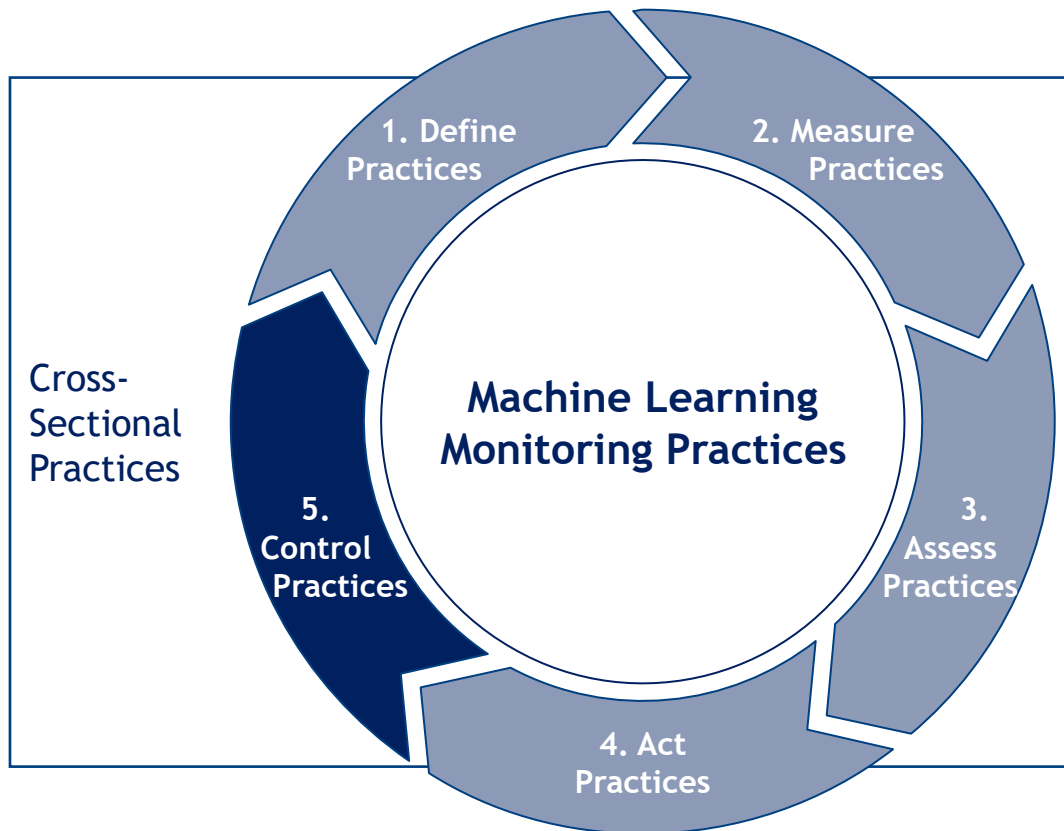 1. Define
Practices
2. Measure
Practices
Cross-
Sectional
Practices
Machine Learning
Monitoring Practices
5.
Control
Practices
3.
Assess
Practices
4. Act
Practices